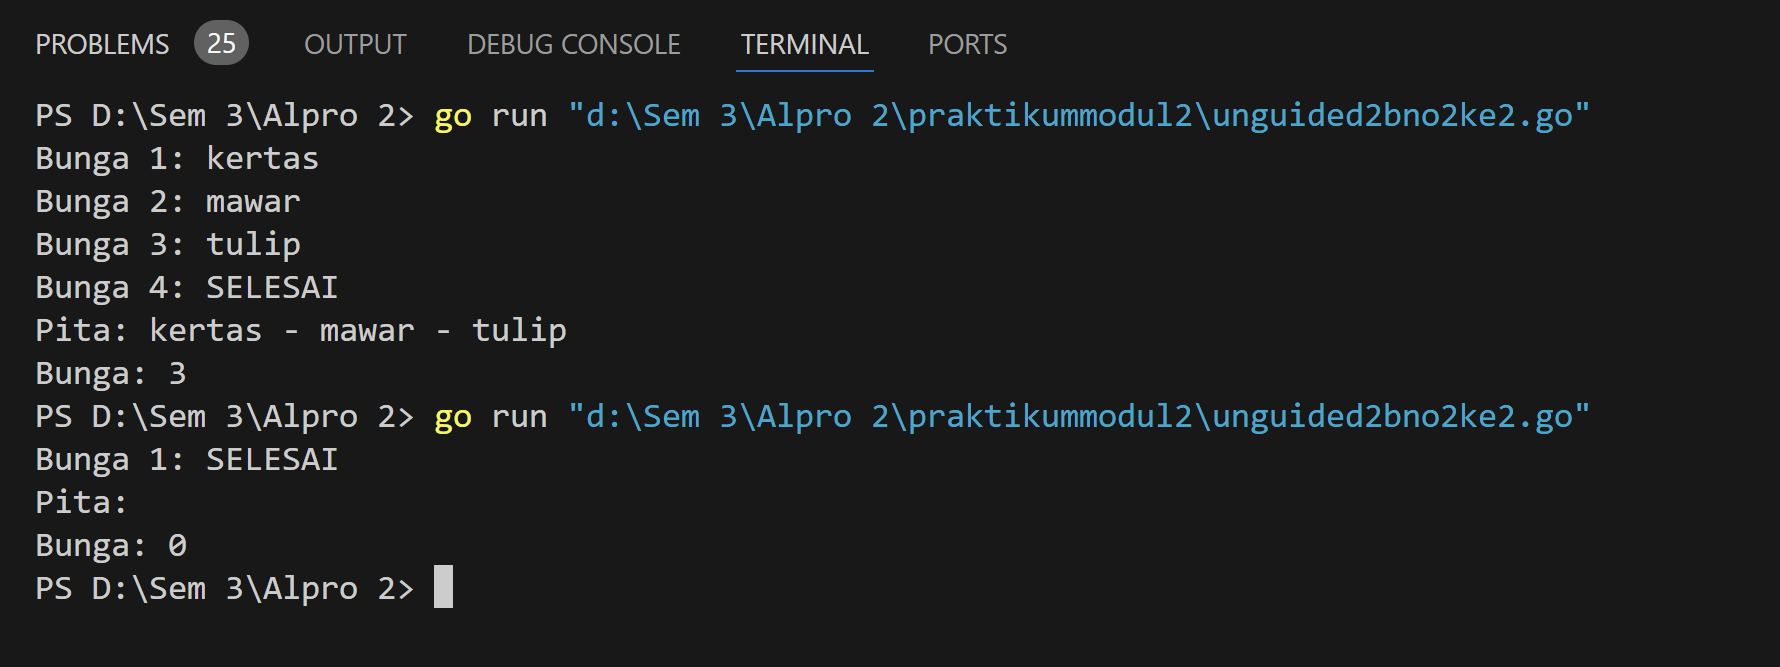 PROBLEMS 25 OUTPUT DEBUG CONSOLE TERMINAL PORTS
PS D:\Sem 3\Alpro 2> go run "d:\Sem 3\Alpro 2\praktikummodul2\unguided2bno2ke2.go"
Bunga 1: kertas
Bunga 2: mawar
Bunga 3: tulip
Bunga 4: SELESAI
Pita: kertas - mawar - tulip
Bunga: 3
PS D:\Sem 3\Alpro 2> go run "d:\Sem 3\Alpro 2\praktikummodul2\unguided2bno2ke2.go"
Bunga 1: SELESAI
Pita:
Bunga: 0
PS D:\Sem 3\Alpro 2>